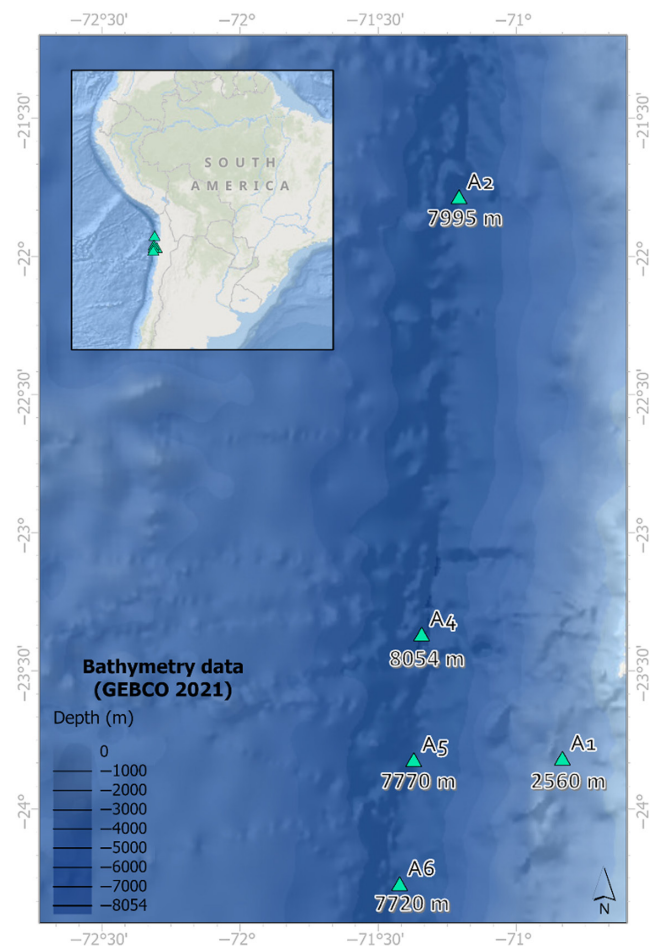 −72°30'
−72°
−71°30'
−71°
−21°30'
−21°30'
SOUTH
AMERICA
A2
7995 m
−22°
−22°
−22°30'
−22°30'
−23°
−23°
A4
8054 m
−23°30'
−23°30'
Bathymetry data
(GEBCO 2021)
Depth (m)
0
−1000
−2000
−3000
−4000
−5000
−6000
−7000
−8054
A5
7770 m
A1
2560 m
−24°
−24°
A6
7720 m
N
−72°30'
−72°
−71°30'
−71°